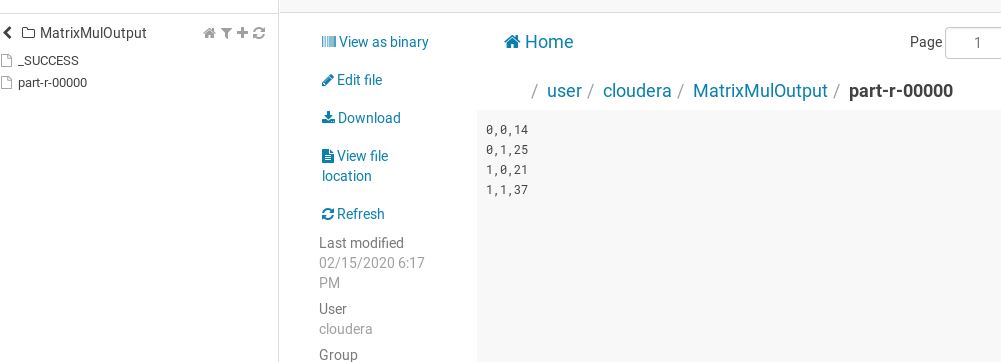 MatrixMulOutput
_SUCCESS
part-r-00000
View as binary
Edit file
Download
View file
location
Refresh
Last modified
02/15/2020 6:17
PM
User
cloudera
Group
Home
Page 1
/ user / cloudera / MatrixMulOutput / part-r-00000
0,0,14
0,1,25
1,0,21
1,1,37